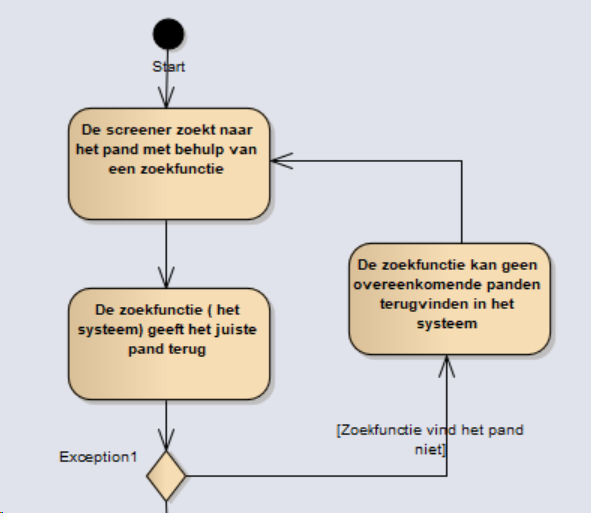 Start
De screener zoekt naar
het pand met behulp van
een zoekfunctie
De zoekfunctie kan geen
overeenkomende panden
terugvinden in het
systeem
De zoekfunctie ( het
systeem) geeft het juiste
pand terug
[Zoekfunctie vind het pand
niet]
Exception1